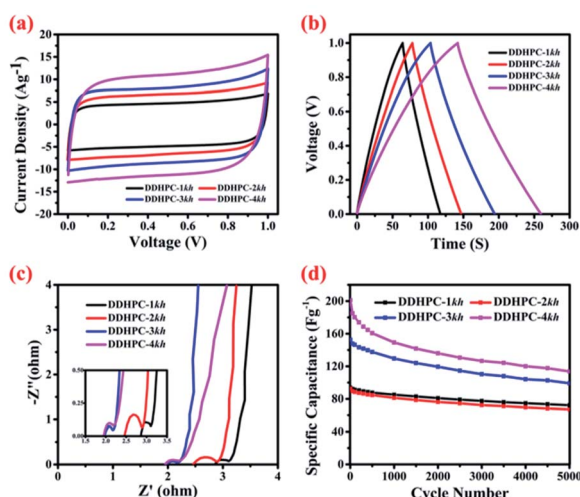 (a)
Current Density (Ag-1)
25
20
15
10
5
0
-5
-10
-15
-20
DDHPC-1kh
DDHPC-2kh
DDHPC-3kh
DDHPC-4kh
0.0 0.2 0.4 0.6 0.8 1.0
Voltage (V)
(b)
Voltage (V)
1.0
0.8
0.6
0.4
0.2
0.0
DDHPC-1kh
DDHPC-2kh
DDHPC-3kh
DDHPC-4kh
0 50 100 150 200 250 300
Time (S)
(c)
-Z''(ohm)
4
3
2
1
0
DDHPC-1kh
DDHPC-2kh
DDHPC-3kh
DDHPC-4kh
0.50
0.25
0.00
1.5 2.0 2.5 3.0 3.5
0 1 2 3 4
Z' (ohm)
(d)
Specific Capacitance (Fg-1)
200
160
120
80
40
0
DDHPC-1kh DDHPC-2kh
DDHPC-3kh DDHPC-4kh
0 1000 2000 3000 4000 5000
Cycle Number